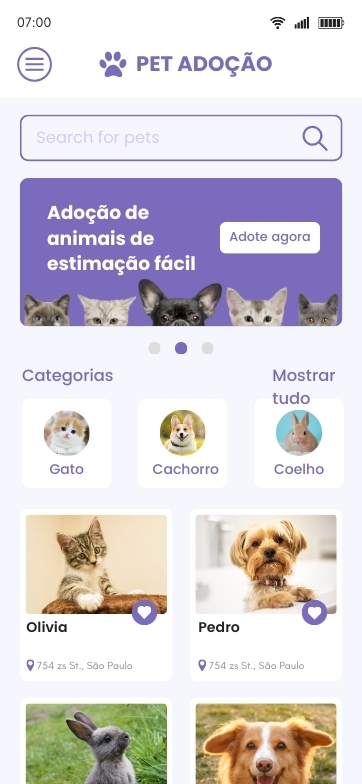 07:00
PET ADOÇÃO
Search for pets
Adoção de
animais de
estimação fácil
Adote agora
Categorias
Mostrar
tudo
Gato
Cachorro
Coelho
Olivia
Pedro
754 zs St., São Paulo
754 zs St., São Paulo